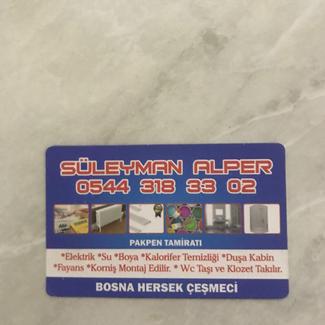 SÜLEYMAN ALPER
0544 318 33 02
PAKPEN TAMİRATI
*Elektrik *Su *Boya *Kalorifer Temizliği *Duşa Kabin
*Fayans *Korniş Montaj Edilir. * Wc Taşı ve Klozet Takılır.
BOSNA HERSEK ÇEŞMECİ